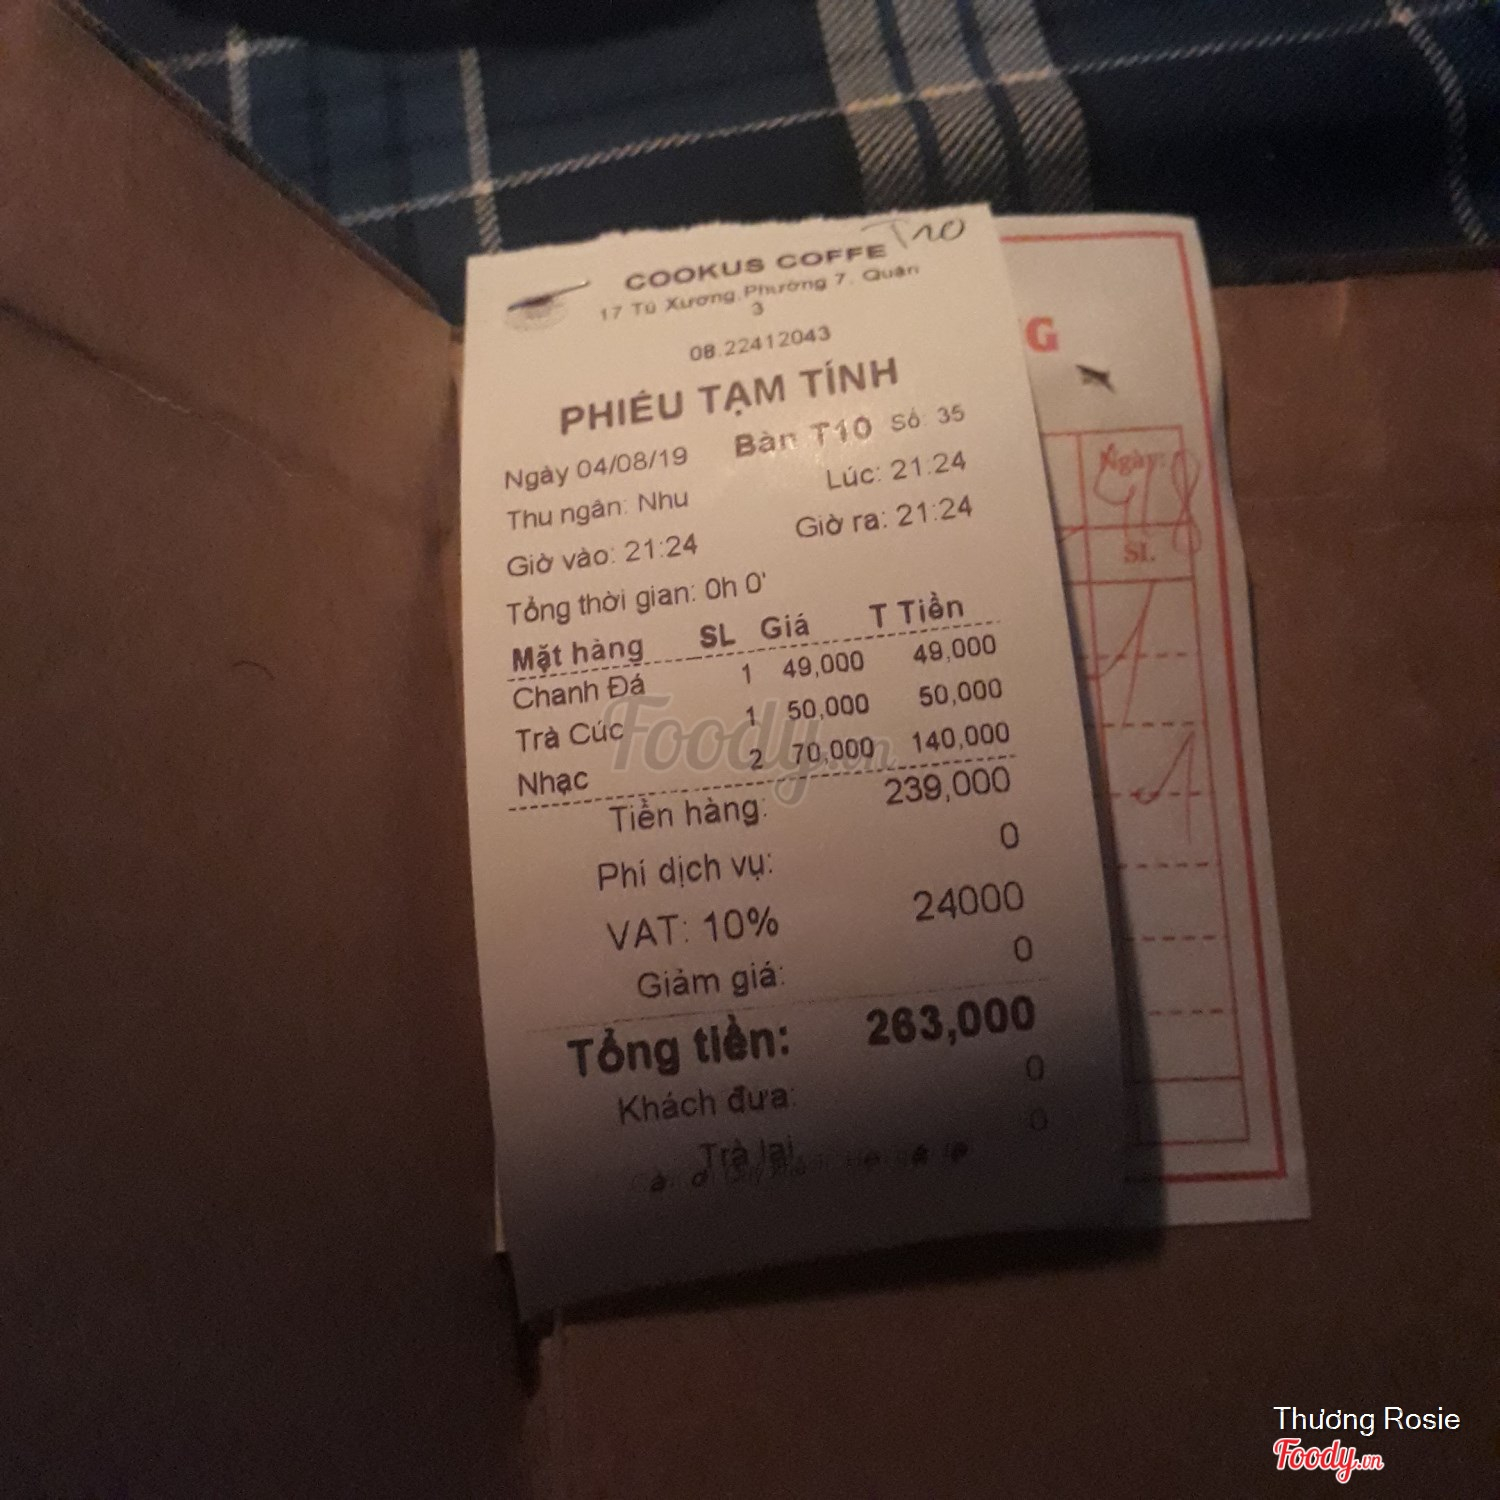 T10
COOKUS COFFE
17 Tú Xương, Phường 7, Quận
3
08.22412043
PHIẾU TẠM TÍNH
Ngày 04/08/19 Bàn T10 Số: 35
Thu ngân: Nhu Lúc: 21:24
Giờ vào: 21:24 Giờ ra: 21:24
Tổng thời gian: 0h 0'
Mặt hàng SL Giá T Tiền
Chanh Đá 1 49,000 49,000
Trà Cúc 1 50,000 50,000
Nhạc 2 70,000 140,000
Tiền hàng: 239,000
Phí dịch vụ: 0
VAT: 10% 24000
Giảm giá: 0
Tổng tiền: 263,000
Khách đưa: 0
Trả lại 0
G
Ngày:
4/8
SL
Foody.vn
Thương Rosie
Foody.vn